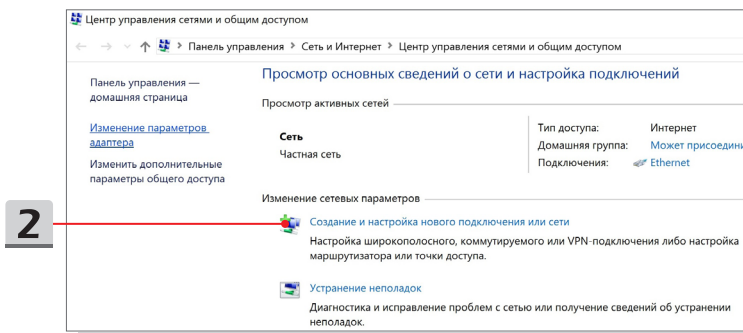 Центр управления сетями и общим доступом
Панель управления > Сеть и Интернет > Центр управления сетями и общим доступом
Панель управления —
домашняя страница
Изменение параметров
адаптера
Изменить дополнительные
параметры общего доступа
Просмотр основных сведений о сети и настройка подключений
Просмотр активных сетей
Сеть
Частная сеть
Тип доступа: Интернет
Домашняя группа: Может присоедини
Подключения: Ethernet
Изменение сетевых параметров
2
Создание и настройка нового подключения или сети
Настройка широкополосного, коммутируемого или VPN-подключения либо настройка
маршрутизатора или точки доступа.
Устранение неполадок
Диагностика и исправление проблем с сетью или получение сведений об устранении
неполадок.